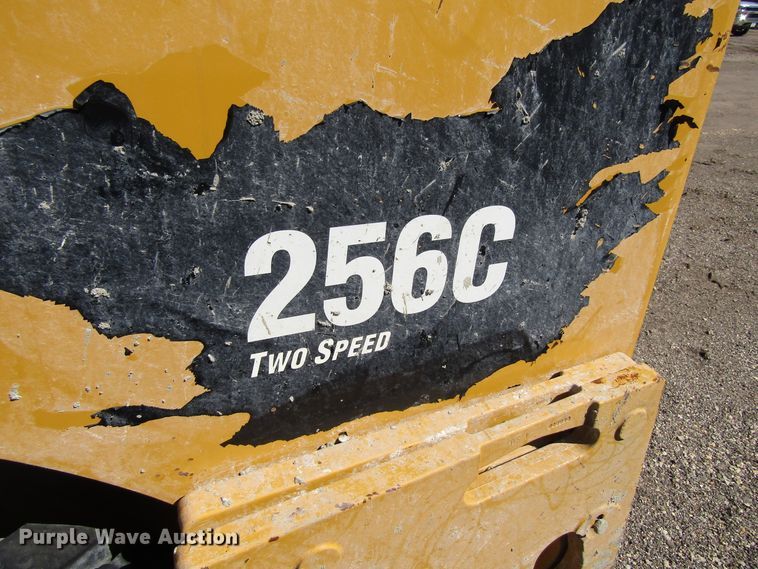 256C
TWO SPEED
Purple Wave Auction